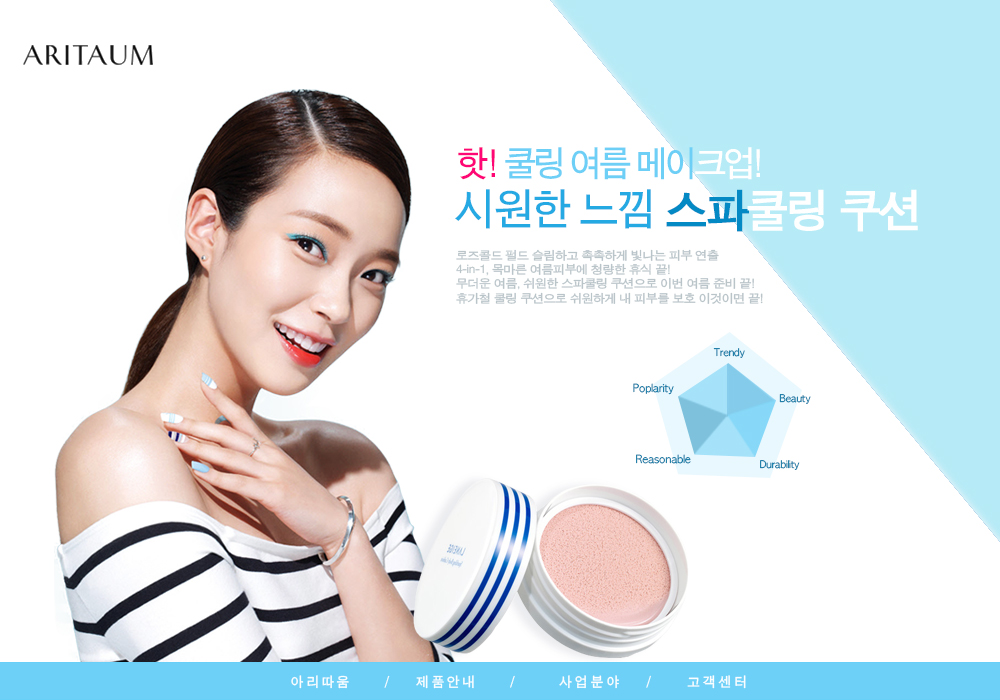 ARITAUM
핫! 쿨링 여름 메이크업!
시원한 느낌 스파쿨링 쿠션
로즈콜드 펄드 슬림하고 촉촉하게 빛나는 피부 연출
4-in-1, 목마른 여름피부에 청량한 휴식 끝!
무더운 여름, 쉬원한 스파쿨링 쿠션으로 이번 여름 준비 끝!
휴가철 쿨링 쿠션으로 쉬원하게 내 피부를 보호 이것이면 끝!
Trendy
Poplarity
Beauty
Reasonable
Durability
LANEIGE
아리따움 / 제품안내 / 사업분야 / 고객센터